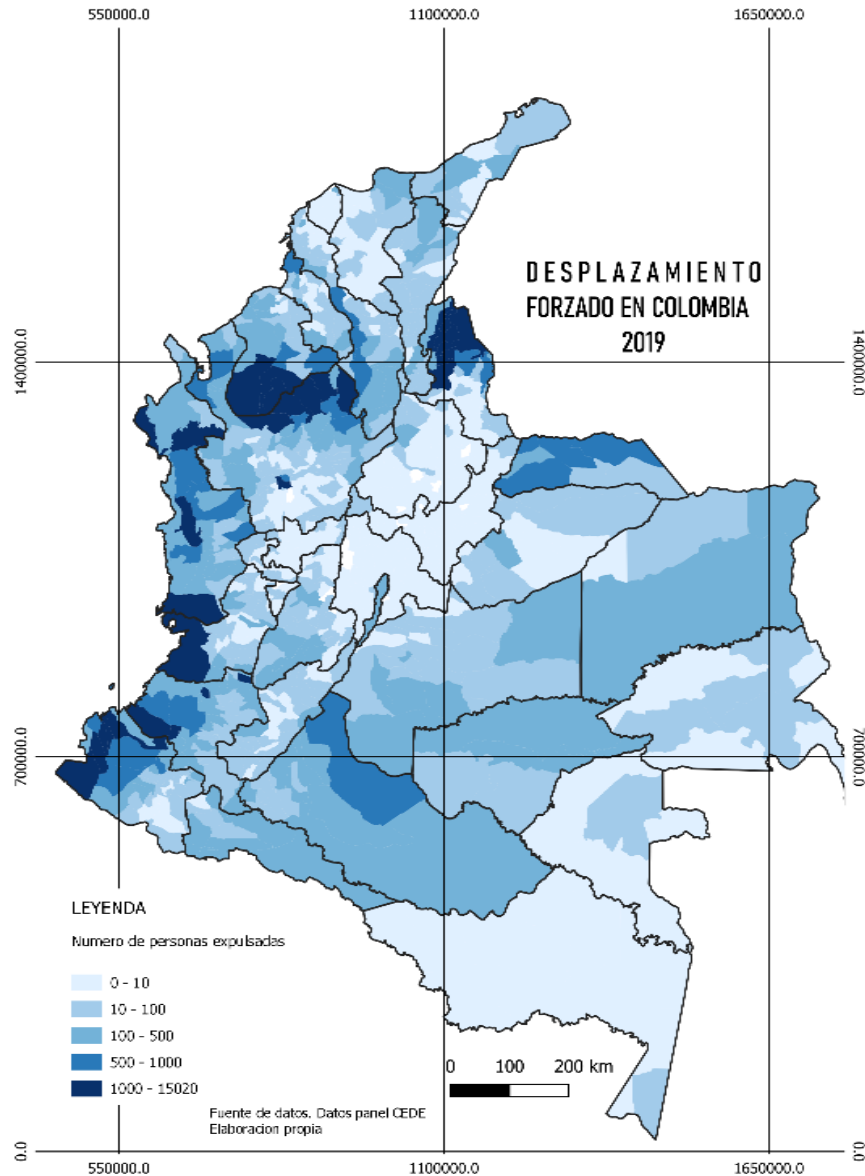 550000.0 1100000.0 1650000.0
DESPLAZAMIENTO
FORZADO EN COLOMBIA
2019
1400000.0 1400000.0
700000.0 700000.0
LEYENDA
Numero de personas expulsadas
0 - 10
10 - 100
100 - 500
500 - 1000
1000 - 15020
0 100 200 km
Fuente de datos. Datos panel CEDE
Elaboracion propia
0.0 0.0
550000.0 1100000.0 1650000.0